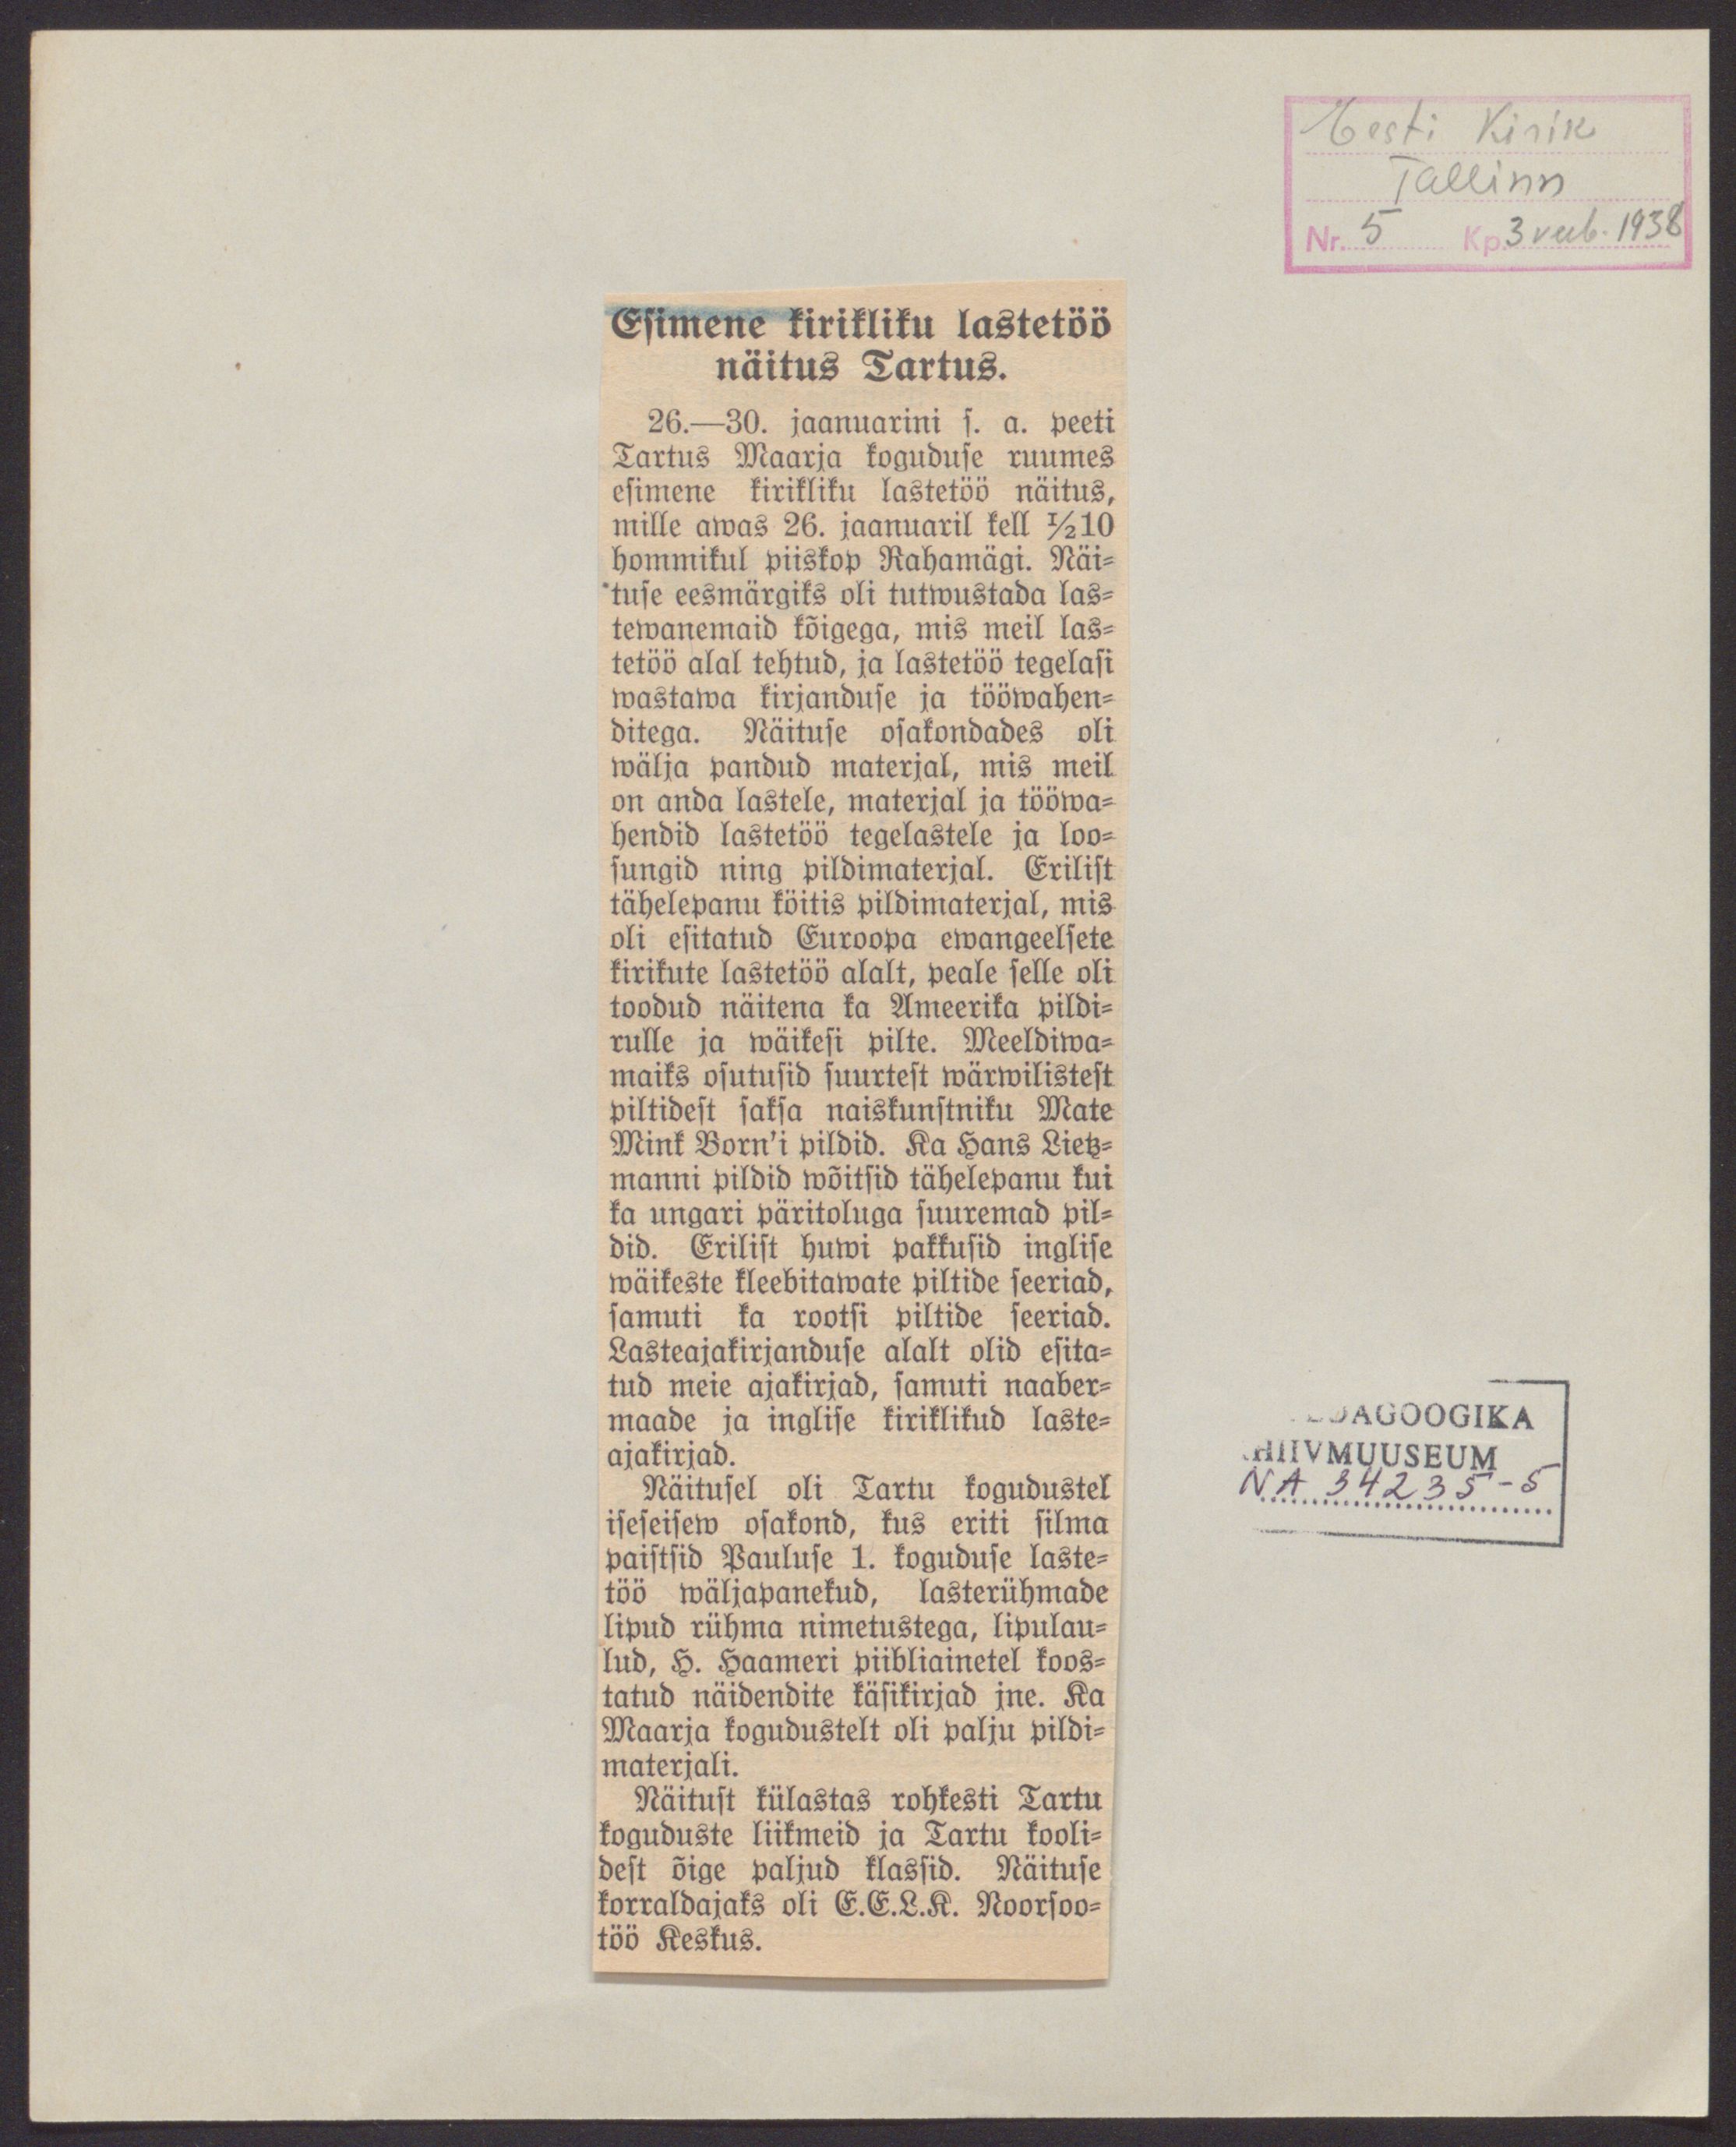 Eesti Kirik
Tallinn
Nr. 5 Kp. 3 veeb. 1938
Esimene kirikliku lastetöö
näitus Tartus.
26.—30. jaanuarini s. a. peeti
Tartus Maarja koguduse ruumes
esimene kirikliku lastetöö näitus,
mille awas 26. jaanuaril kell ½10
hommikul piiskop Rahamägi. Näi-
tuse eesmärgiks oli tutwustada las-
tewanemaid kõigega, mis meil las-
tetöö alal tehtud, ja lastetöö tegelasi
wastawa kirjanduse ja tööwahen-
ditega. Näituse osakondades oli
wälja pandud materjal, mis meil
on anda lastele, materjal ja tööwa-
hendid lastetöö tegelastele ja loo-
sungid ning pildimaterjal. Erilist
tähelepanu köitis pildimaterjal, mis
oli esitatud Euroopa ewangeelsete
kirikute lastetöö alalt, peale selle oli
toodud näitena ka Ameerika pildi-
rulle ja wäikesi pilte. Meeldiwa-
maiks osutusid suurtest wärwilistest
piltidest saksa naiskunstniku Mate
Mink Born'i pildid. Ka Hans Lietz-
manni pildid wõitsid tähelepanu kui
ka ungari päritoluga suuremad pil-
did. Erilist huwi pakkusid inglise
wäikeste kleebitawate piltide seeriad,
samuti ka rootsi piltide seeriad.
Lasteajakirjanduse alalt olid esita-
tud meie ajakirjad, samuti naaber-
maade ja inglise kiriklikud laste-
ajakirjad.
Näitusel oli Tartu kogudustel
iseseisew osakond, kus eriti silma
paistsid Pauluse 1. koguduse laste-
töö wäljapanekud, lasterühmade
lipud rühma nimetustega, lipulau-
lud, H. Haameri piibliainetel koos-
tatud näidendite käsikirjad jne. Ka
Maarja kogudustelt oli palju pildi-
materjali.
Näitust külastas rohkesti Tartu
koguduste liikmeid ja Tartu kooli-
dest õige paljud klassid. Näituse
korraldajaks oli E.E.L.K. Noorsoo-
töö Keskus.
EDAGOOGIKA
HIIVMUUSEUM
NA 34235-5